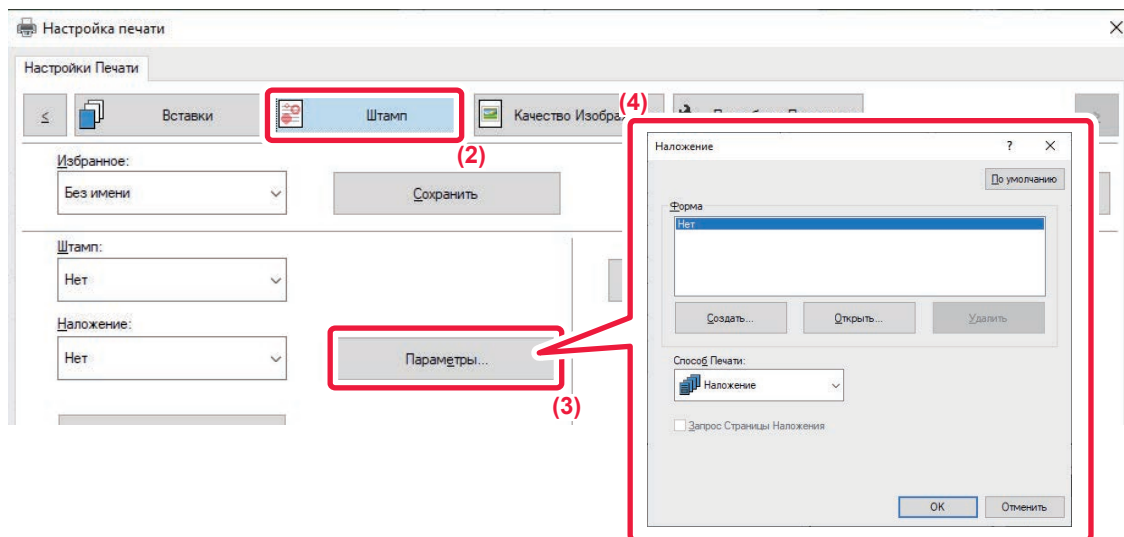 Настройка печати
Настройки Печати
≤ Вставки Штамп Качество Изобра
(4)
(2)
Избранное:
Без имени Сохранить
Штамп:
Нет
Наложение:
Нет Параметры...
(3)
Наложение ? ×
По умолчанию
Форма
Нет
Создать... Открыть... Удалить
Способ Печати:
Наложение
Запрос Страницы Наложения
OK Отменить